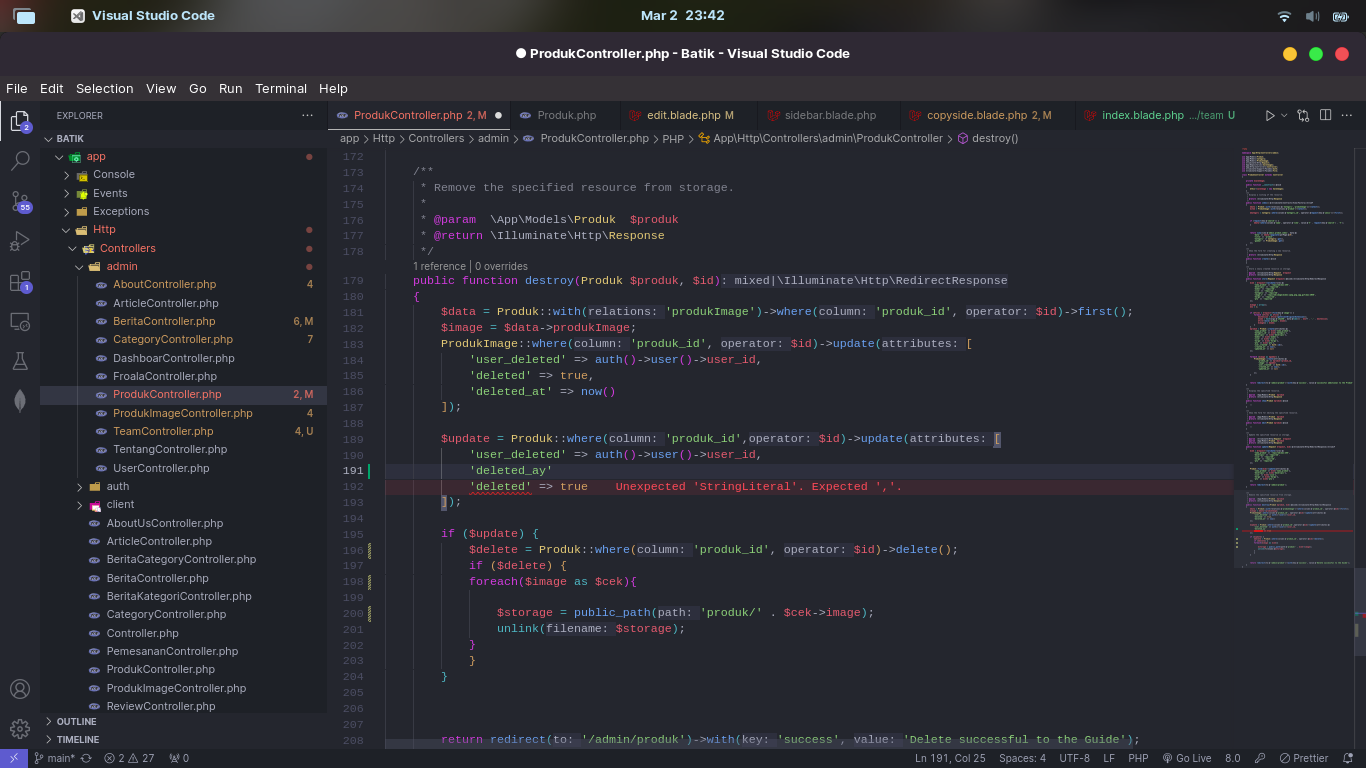 Visual Studio Code
Mar 2 23:42
ProdukController.php - Batik - Visual Studio Code
File Edit Selection View Go Run Terminal Help
EXPLORER
ProdukController.php 2, M
Produk.php
edit.blade.php M
sidebar.blade.php
copyside.blade.php 2, M
index.blade.php .../team U
app > Http > Controllers > admin > ProdukController.php > PHP > App\Http\Controllers\admin\ProdukController > destroy()
BATIK
app
Console
Events
Exceptions
Http
Controllers
admin
AboutController.php 4
ArticleController.php
BeritaController.php 6, M
CategoryController.php 7
DashboarController.php
FroalaController.php
ProdukController.php 2, M
ProdukImageController.php 4
TeamController.php 4, U
TentangController.php
UserController.php
auth
client
AboutUsController.php
ArticleController.php
BeritaCategoryController.php
BeritaController.php
BeritaKategoriController.php
CategoryController.php
Controller.php
PemesananController.php
ProdukController.php
ProdukImageController.php
ReviewController.php
OUTLINE
TIMELINE
2
55
1
172
173 /**
174 * Remove the specified resource from storage.
175 *
176 * @param \App\Models\Produk $produk
177 * @return \Illuminate\Http\Response
178 */
1 reference | 0 overrides
179 public function destroy(Produk $produk, $id): mixed|\Illuminate\Http\RedirectResponse
180 {
181 $data = Produk::with(relations: 'produkImage')->where(column: 'produk_id', operator: $id)->first();
182 $image = $data->produkImage;
183 ProdukImage::where(column: 'produk_id', operator: $id)->update(attributes: [
184 'user_deleted' => auth()->user()->user_id,
185 'deleted' => true,
186 'deleted_at' => now()
187 ]);
188
189 $update = Produk::where(column: 'produk_id',operator: $id)->update(attributes: [
190 'user_deleted' => auth()->user()->user_id,
191 'deleted_ay'
192 'deleted' => true Unexpected 'StringLiteral'. Expected ','.
193 ]);
194
195 if ($update) {
196 $delete = Produk::where(column: 'produk_id', operator: $id)->delete();
197 if ($delete) {
198 foreach($image as $cek){
199
200 $storage = public_path(path: 'produk/' . $cek->image);
201 unlink(filename: $storage);
202 }
203 }
204 }
205
206
207
208 return redirect(to: '/admin/produk')->with(key: 'success', value: 'Delete successful to the Guide');
main* 2 27 0 Ln 191, Col 25 Spaces: 4 UTF-8 LF PHP Go Live 8.0 Prettier